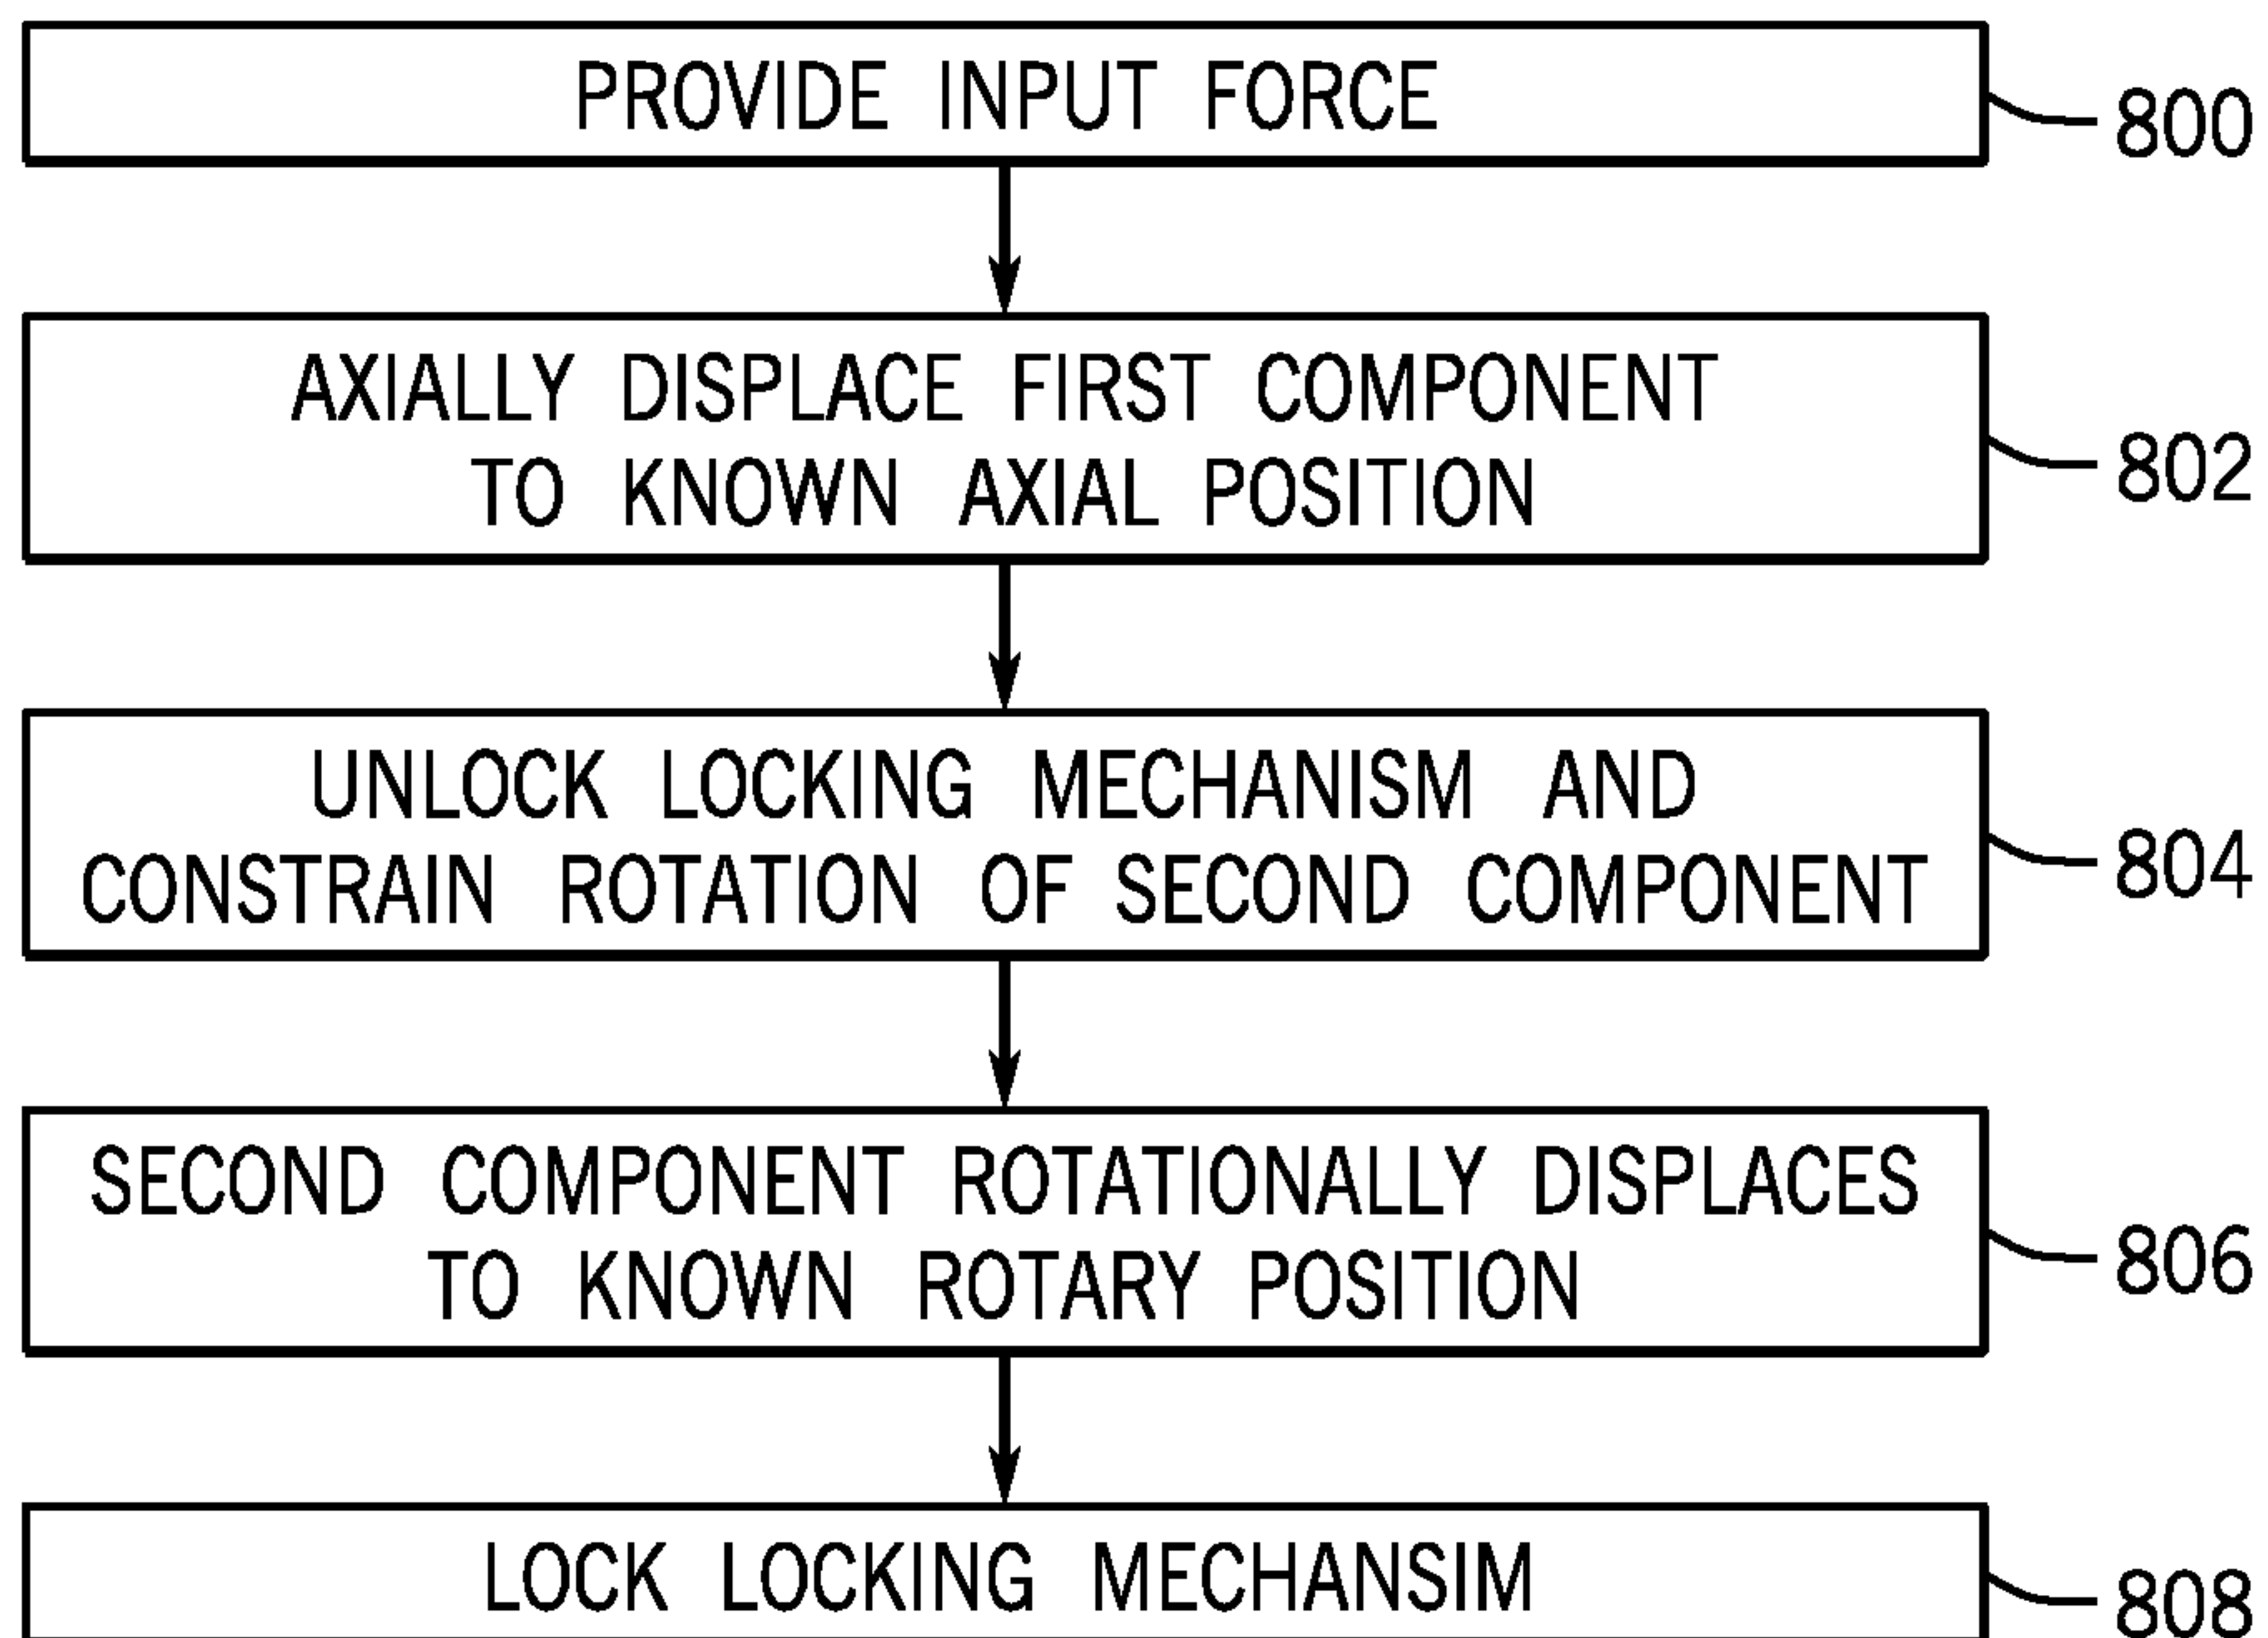 PROVIDE INPUT FORCE
800
AXIALLY DISPLACE FIRST COMPONENT
TO KNOWN AXIAL POSITION
802
UNLOCK LOCKING MECHANISM AND
CONSTRAIN ROTATION OF SECOND COMPONENT
804
SECOND COMPONENT ROTATIONALLY DISPLACES
TO KNOWN ROTARY POSITION
806
LOCK LOCKING MECHANSIM
808